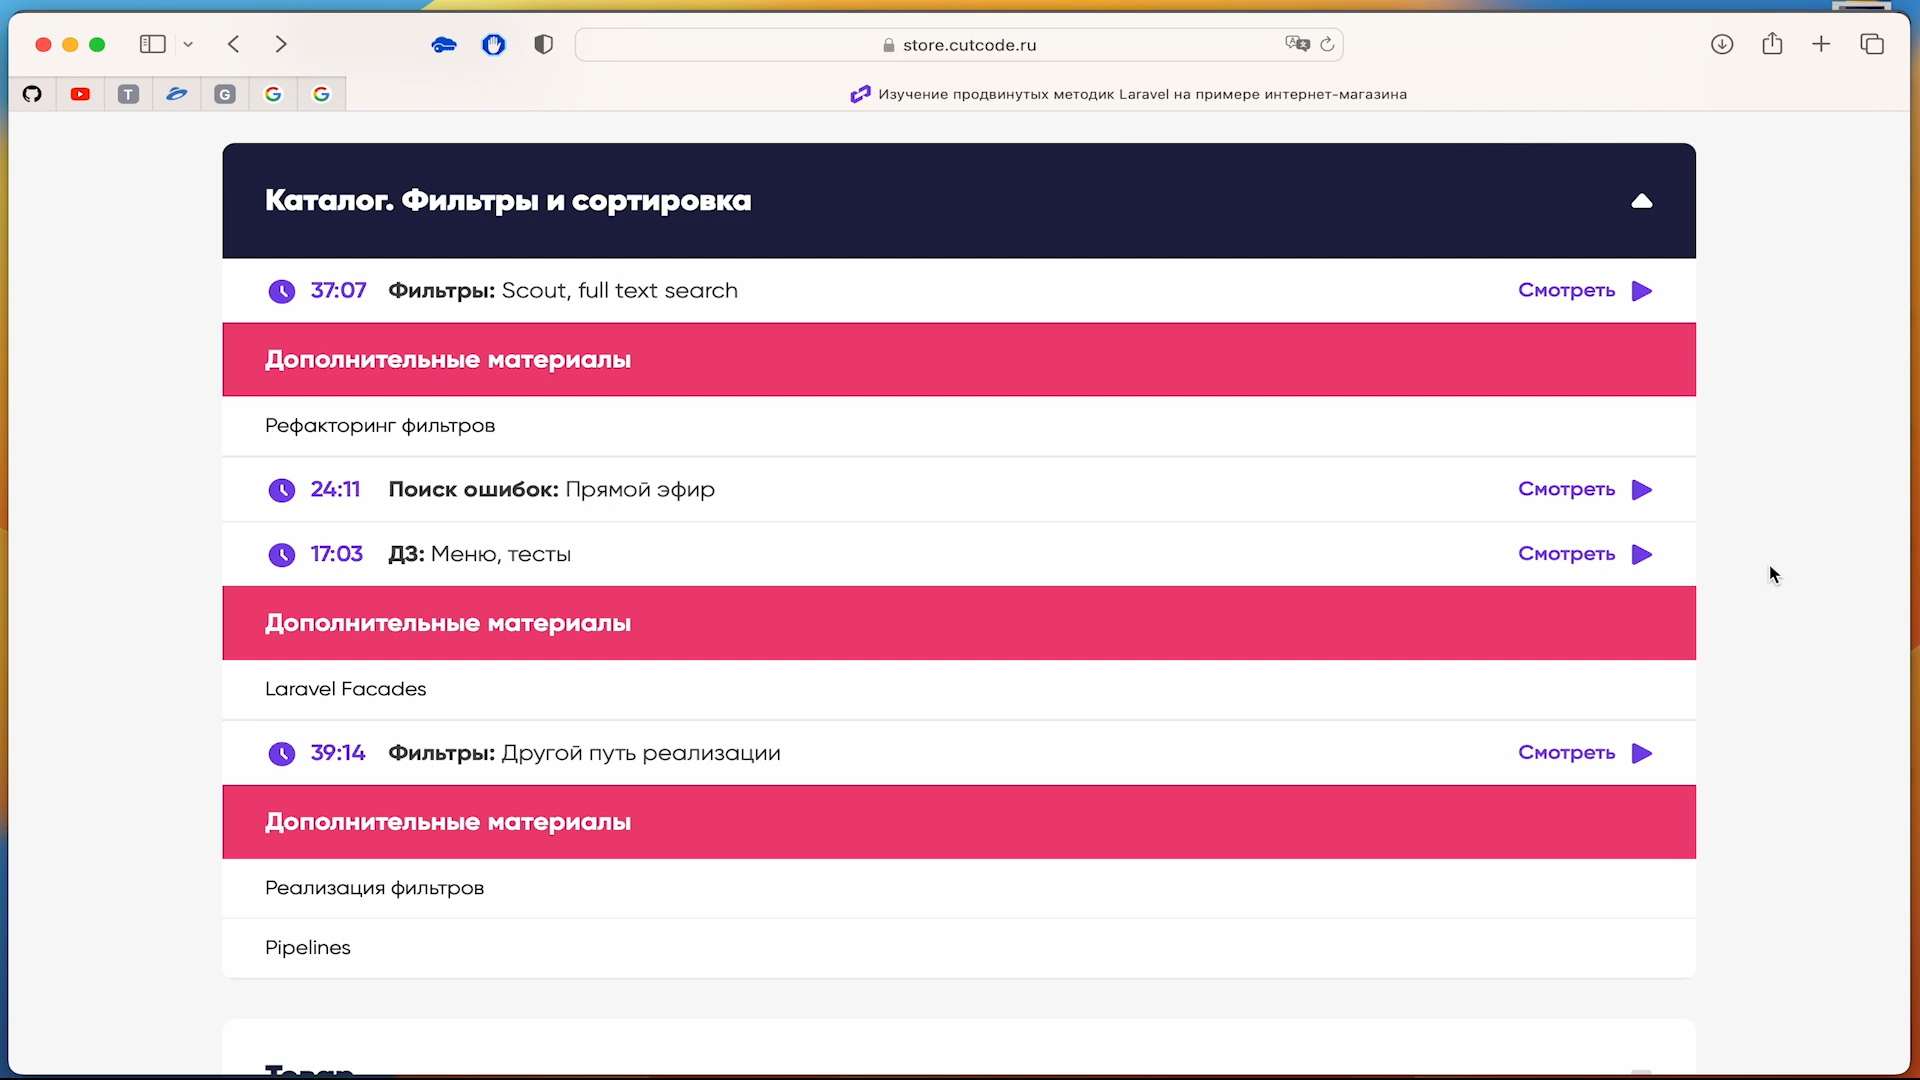 store.cutcode.ru
T
G
Изучение продвинутых методик Laravel на примере интернет-магазина
Каталог. Фильтры и сортировка
37:07 Фильтры: Scout, full text search Смотреть
Дополнительные материалы
Рефакторинг фильтров
24:11 Поиск ошибок: Прямой эфир Смотреть
17:03 ДЗ: Меню, тесты Смотреть
Дополнительные материалы
Laravel Facades
39:14 Фильтры: Другой путь реализации Смотреть
Дополнительные материалы
Реализация фильтров
Pipelines
Товар